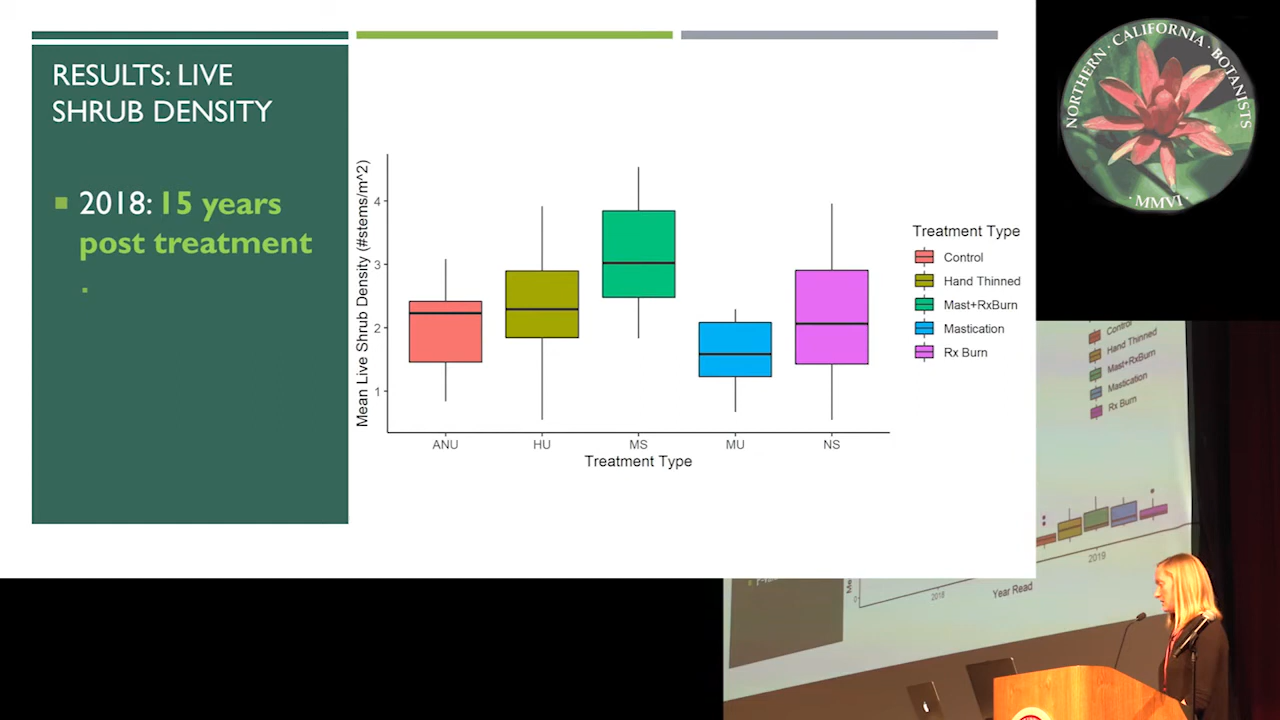 RESULTS: LIVE
SHRUB DENSITY
2018: 15 years
post treatment
Mean Live Shrub Density (#stems/m^2)
4
3
2
1
ANU
HU
MS
MU
NS
Treatment Type
Treatment Type
Control
Hand Thinned
Mast+RxBurn
Mastication
Rx Burn
NORTHERN · CALIFORNIA · BOTANISTS
· MMVI ·
Control
Hand Thinned
Mast+RxBurn
Mastication
Rx Burn
2018
2019
Year Read